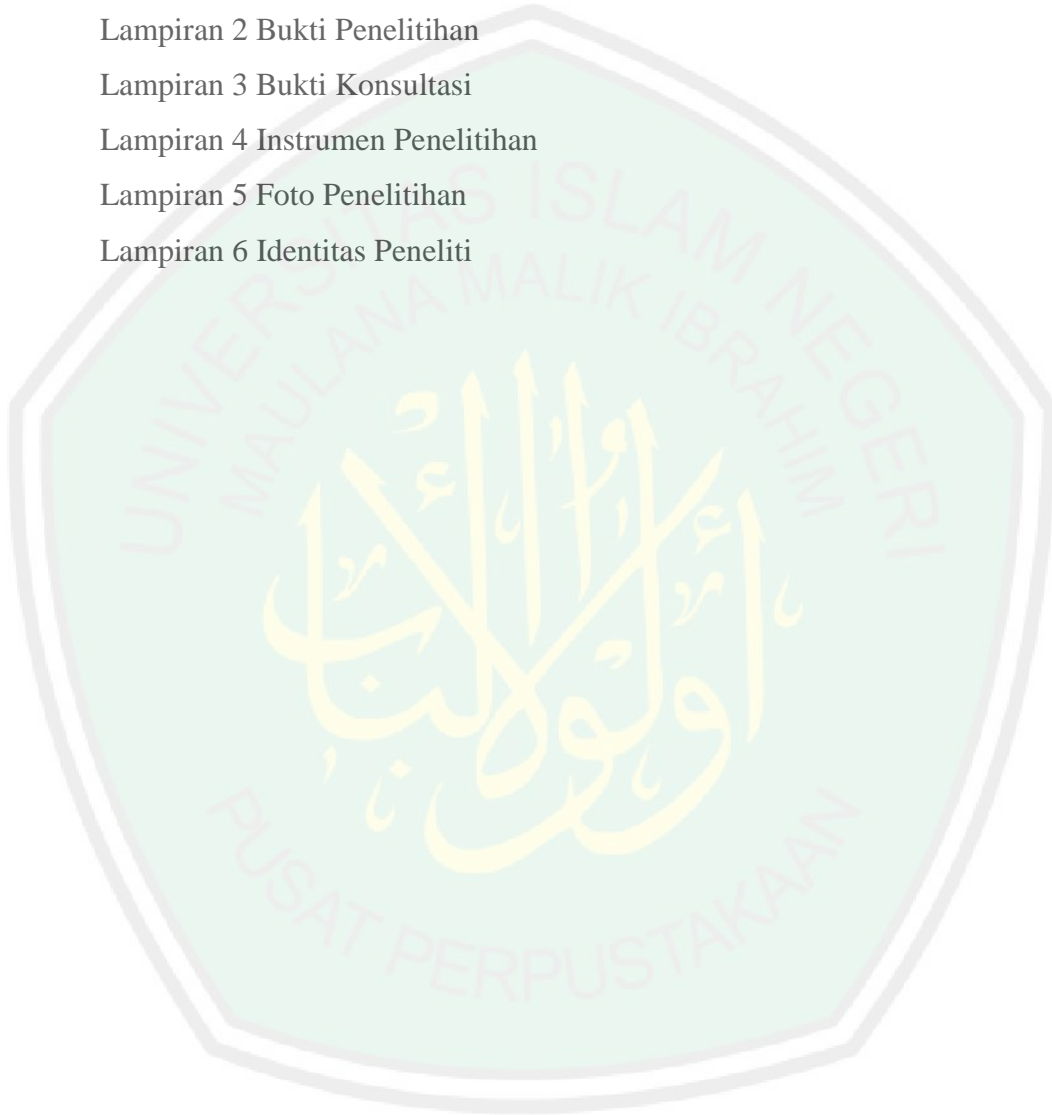 Lampiran 2 Bukti Penelitihan
Lampiran 3 Bukti Konsultasi
Lampiran 4 Instrumen Penelitihan
Lampiran 5 Foto Penelitihan
Lampiran 6 Identitas Peneliti
UNIVERSITAS ISLAM NEGERI
MAULANA MALIK IBRAHIM
أولوا الألباب
PUSAT PERPUSTAKAAN